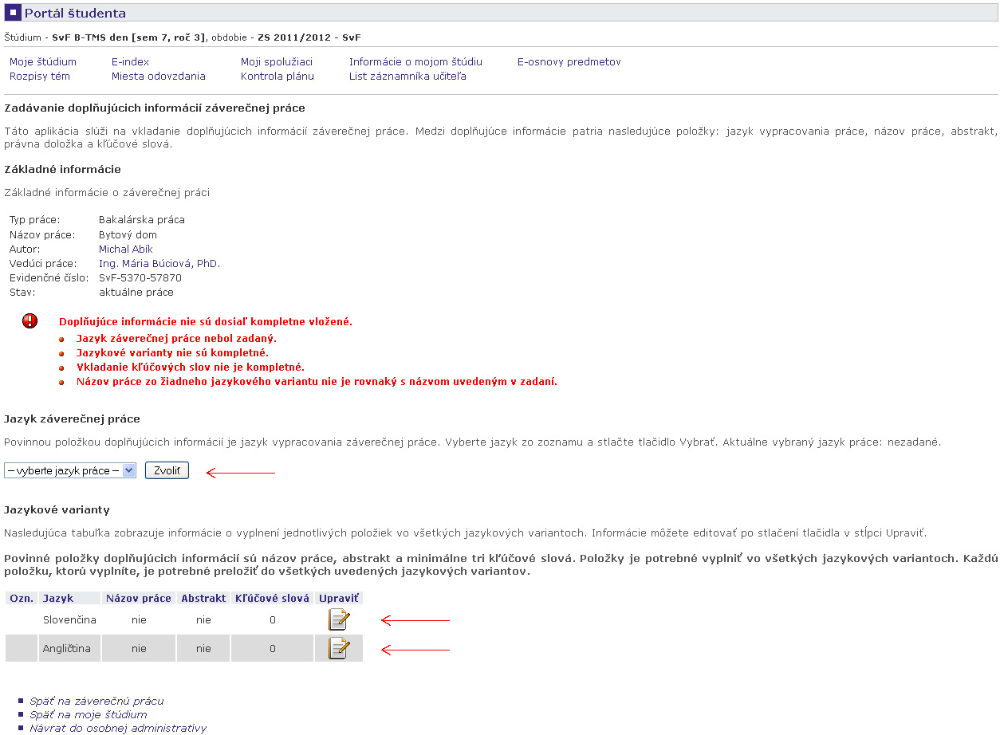 Portál študenta
Štúdium - SvF B-TMS den [sem 7, roč 3], obdobie - ZS 2011/2012 - SvF
Moje štúdium E-index Moji spolužiaci Informácie o mojom štúdiu E-osnovy predmetov
Rozpisy tém Miesta odovzdania Kontrola plánu List záznamníka učiteľa
Zadávanie doplňujúcich informácií záverečnej práce
Táto aplikácia slúži na vkladanie doplňujúcich informácií záverečnej práce. Medzi doplňujúce informácie patria nasledujúce položky: jazyk vypracovania práce, názov práce, abstrakt,
právna doložka a kľúčové slová.
Základné informácie
Základné informácie o záverečnej práci
Typ práce: Bakalárska práca
Názov práce: Bytový dom
Autor: Michal Abík
Vedúci práce: Ing. Mária Búciová, PhD.
Evidenčné číslo: SvF-5370-57870
Stav: aktuálne práce
Doplňujúce informácie nie sú dosiaľ kompletne vložené.
Jazyk záverečnej práce nebol zadaný.
Jazykové varianty nie sú kompletné.
Vkladanie kľúčových slov nie je kompletné.
Názov práce zo žiadneho jazykového variantu nie je rovnaký s názvom uvedeným v zadaní.
Jazyk záverečnej práce
Povinnou položkou doplňujúcich informácií je jazyk vypracovania záverečnej práce. Vyberte jazyk zo zoznamu a stlačte tlačidlo Vybrať. Aktuálne vybraný jazyk práce: nezadané.
-- vyberte jazyk práce -- Zvoliť
Jazykové varianty
Nasledujúca tabuľka zobrazuje informácie o vyplnení jednotlivých položiek vo všetkých jazykových variantoch. Informácie môžete editovať po stlačení tlačidla v stĺpci Upraviť.
Povinné položky doplňujúcich informácií sú názov práce, abstrakt a minimálne tri kľúčové slová. Položky je potrebné vyplniť vo všetkých jazykových variantoch. Každú
položku, ktorú vyplníte, je potrebné preložiť do všetkých uvedených jazykových variantov.
Ozn. Jazyk Názov práce Abstrakt Kľúčové slová Upraviť
Slovenčina nie nie 0
Angličtina nie nie 0
Späť na záverečnú prácu
Späť na moje štúdium
Návrat do osobnej administratívy